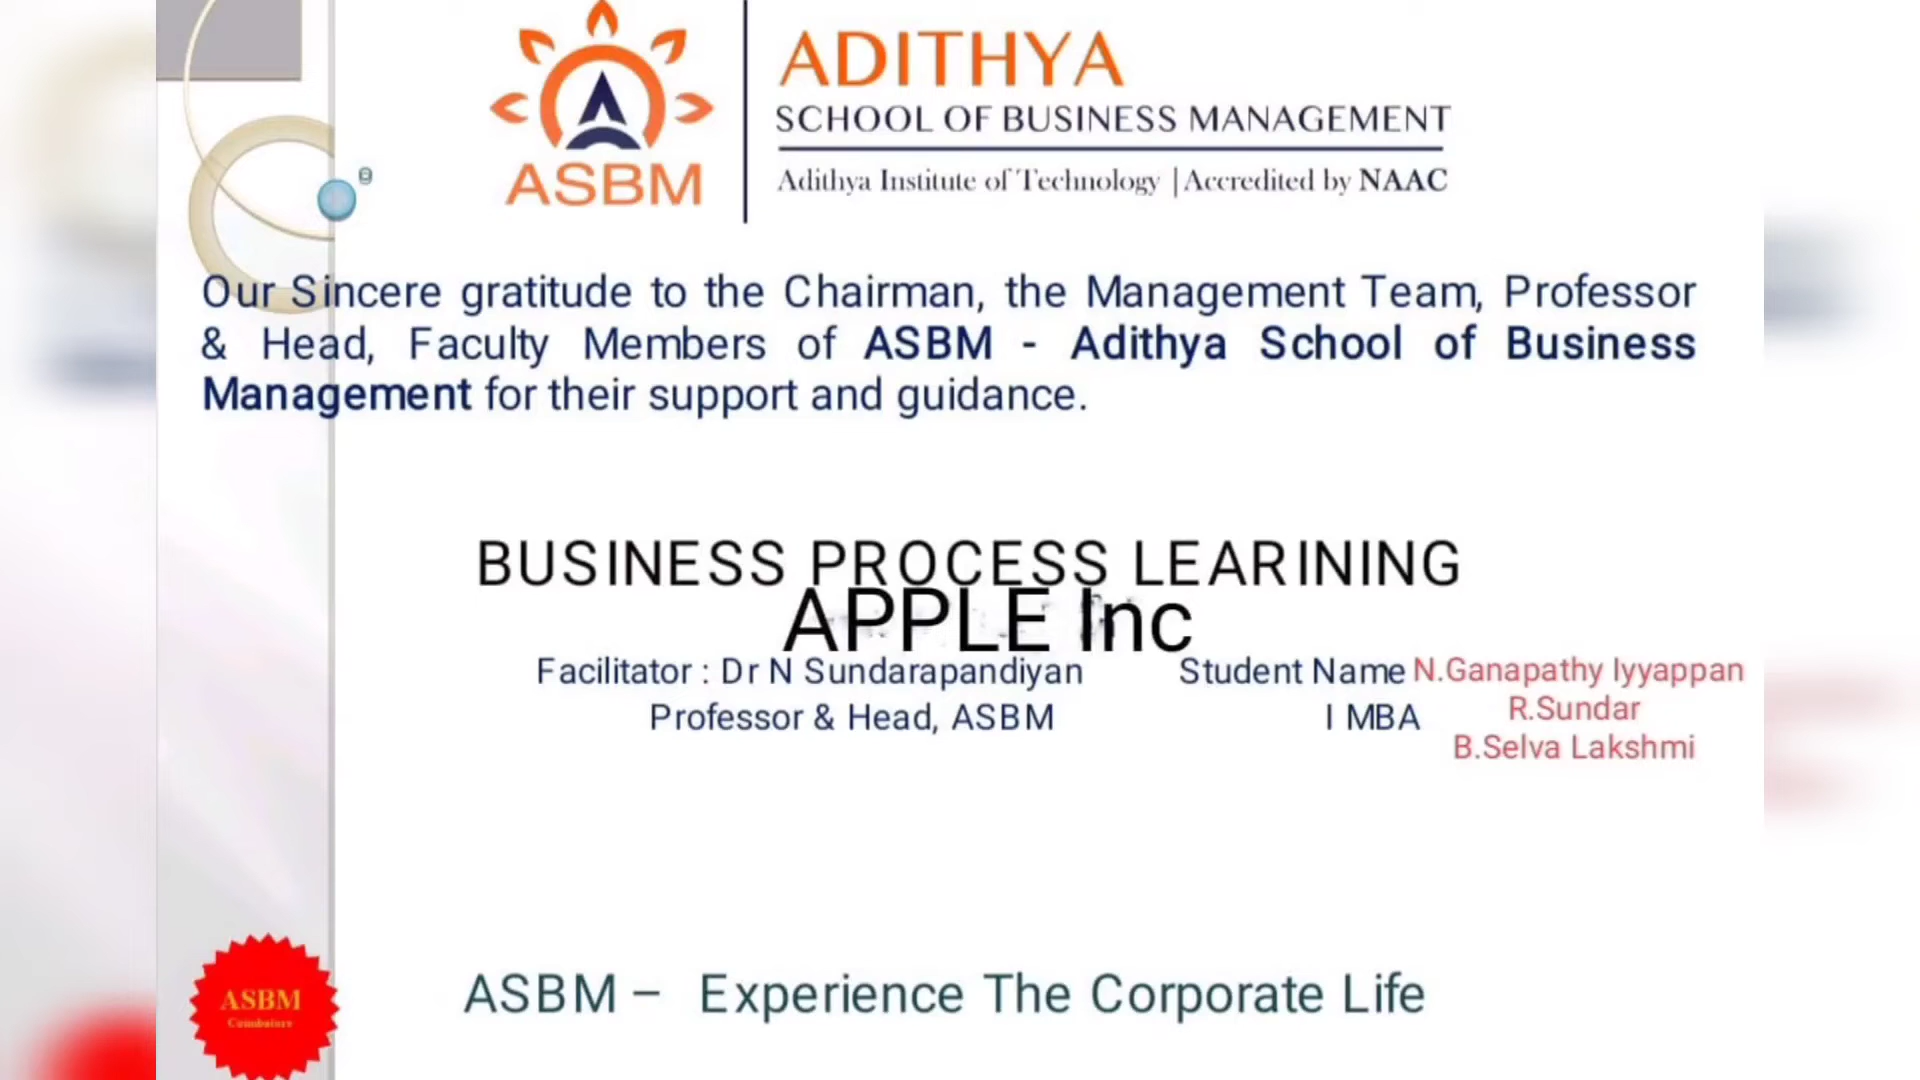 ASBM
ADITHYA
SCHOOL OF BUSINESS MANAGEMENT
Adithya Institute of Technology | Accredited by NAAC
Our Sincere gratitude to the Chairman, the Management Team, Professor
& Head, Faculty Members of ASBM - Adithya School of Business
Management for their support and guidance.
BUSINESS PROCESS LEARINING
APPLE Inc
Facilitator : Dr N Sundarapandiyan
Professor & Head, ASBM
Student Name N.Ganapathy Iyyappan
R.Sundar
I MBA
B.Selva Lakshmi
ASBM
Coimbatore
ASBM – Experience The Corporate Life